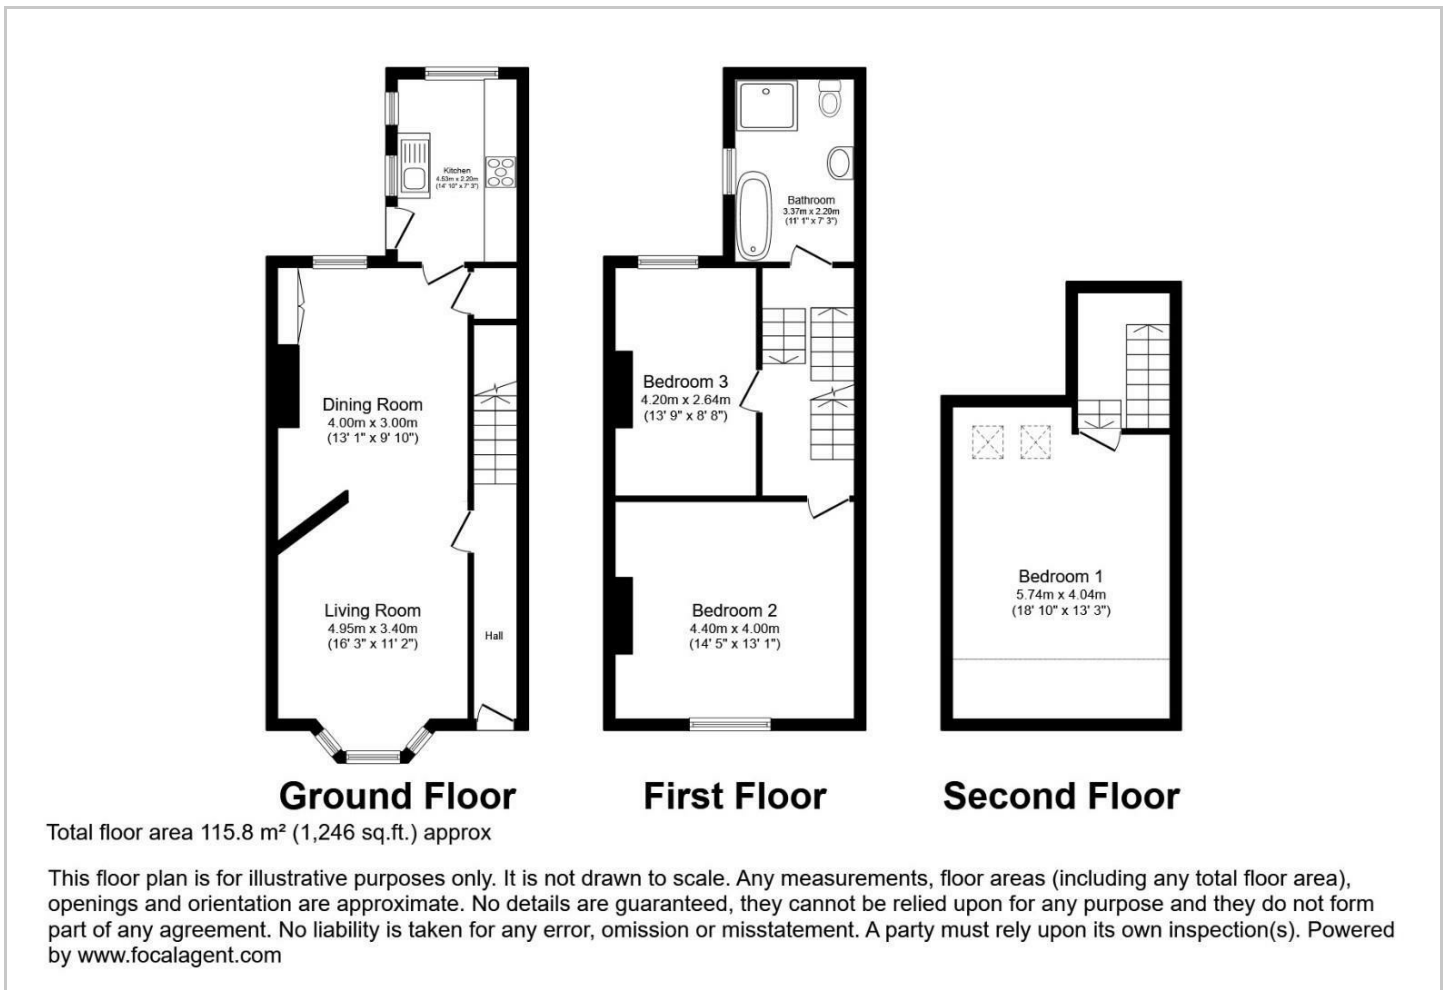 Kitchen
4.53m x 2.20m
(14' 10" x 7' 3")
Dining Room
4.00m x 3.00m
(13' 1" x 9' 10")
Living Room
4.95m x 3.40m
(16' 3" x 11' 2")
Hall
Ground Floor
Bathroom
3.37m x 2.20m
(11' 1" x 7' 3")
Bedroom 3
4.20m x 2.64m
(13' 9" x 8' 8")
Bedroom 2
4.40m x 4.00m
(14' 5" x 13' 1")
First Floor
Bedroom 1
5.74m x 4.04m
(18' 10" x 13' 3")
Second Floor
Total floor area 115.8 m² (1,246 sq.ft.) approx
This floor plan is for illustrative purposes only. It is not drawn to scale. Any measurements, floor areas (including any total floor area),
openings and orientation are approximate. No details are guaranteed, they cannot be relied upon for any purpose and they do not form
part of any agreement. No liability is taken for any error, omission or misstatement. A party must rely upon its own inspection(s). Powered
by www.focalagent.com